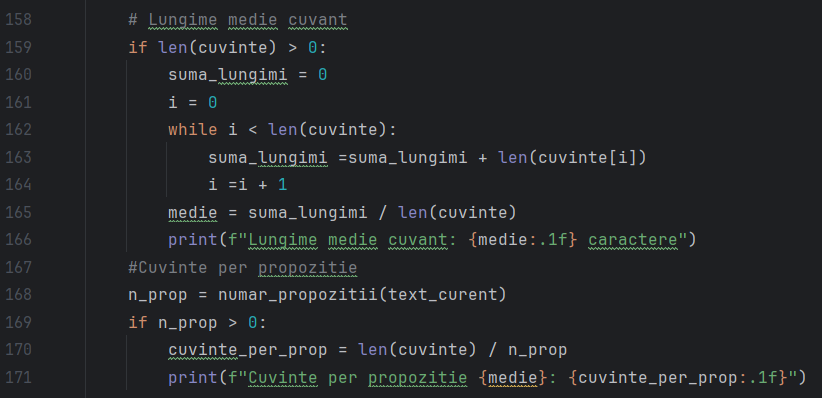 158 # Lungime medie cuvant
159 if len(cuvinte) > 0:
160 suma_lungimi = 0
161 i = 0
162 while i < len(cuvinte):
163 suma_lungimi =suma_lungimi + len(cuvinte[i])
164 i =i + 1
165 medie = suma_lungimi / len(cuvinte)
166 print(f"Lungime medie cuvant: {medie:.1f} caractere")
167 #Cuvinte per propozitie
168 n_prop = numar_propozitii(text_curent)
169 if n_prop > 0:
170 cuvinte_per_prop = len(cuvinte) / n_prop
171 print(f"Cuvinte per propozitie {medie}: {cuvinte_per_prop:.1f}")